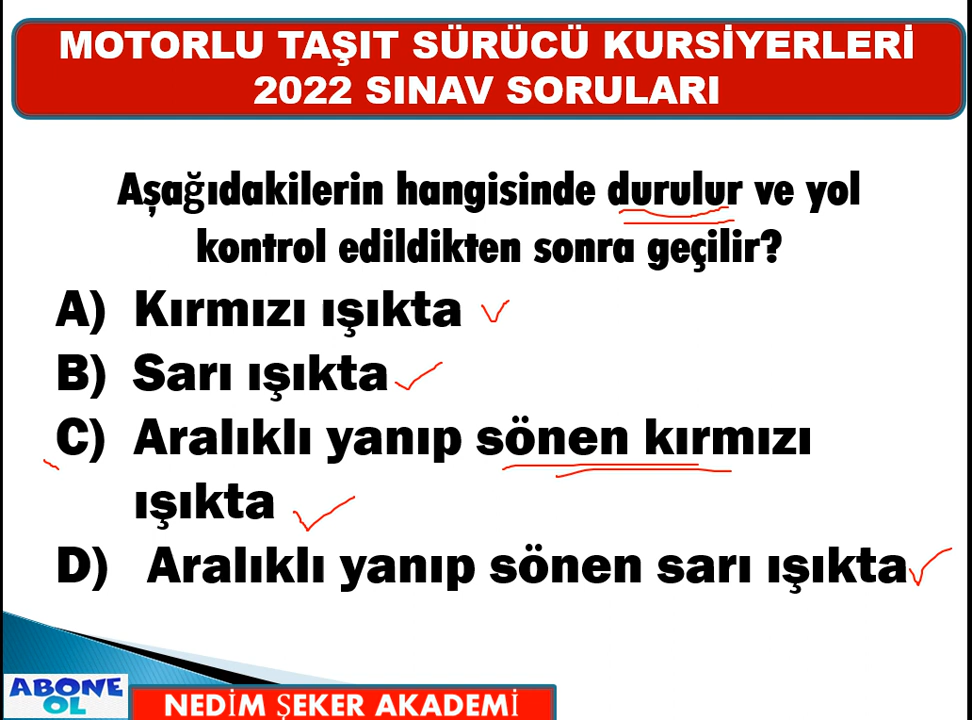 MOTORLU TAŞIT SÜRÜCÜ KURSİYERLERİ
2022 SINAV SORULARI
Aşağıdakilerin hangisinde durulur ve yol
kontrol edildikten sonra geçilir?
A) Kırmızı ışıkta
B) Sarı ışıkta
C) Aralıklı yanıp sönen kırmızı
ışıkta
D) Aralıklı yanıp sönen sarı ışıkta
ABONE
OL
NEDİM ŞEKER AKADEMİ